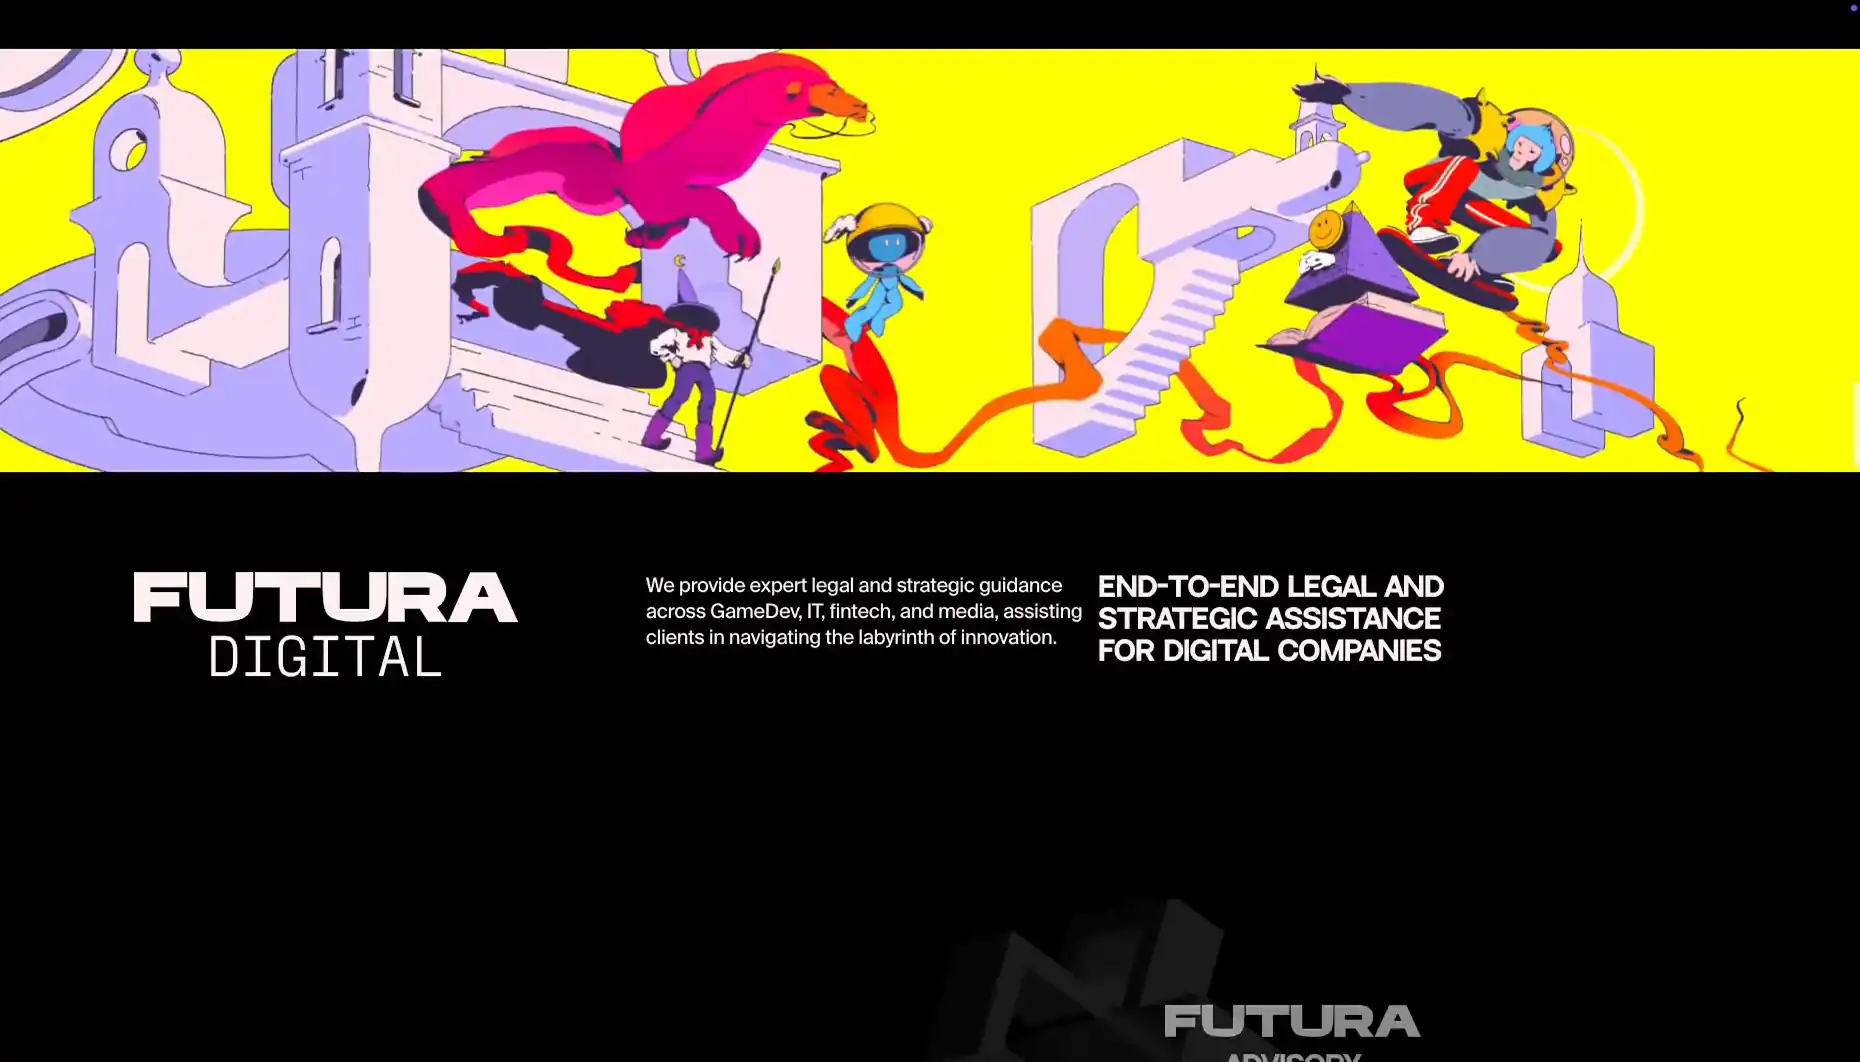 FUTURA
DIGITAL
We provide expert legal and strategic guidance
across GameDev, IT, fintech, and media, assisting
clients in navigating the labyrinth of innovation.
END-TO-END LEGAL AND
STRATEGIC ASSISTANCE
FOR DIGITAL COMPANIES
FUTURA
ADVISORY